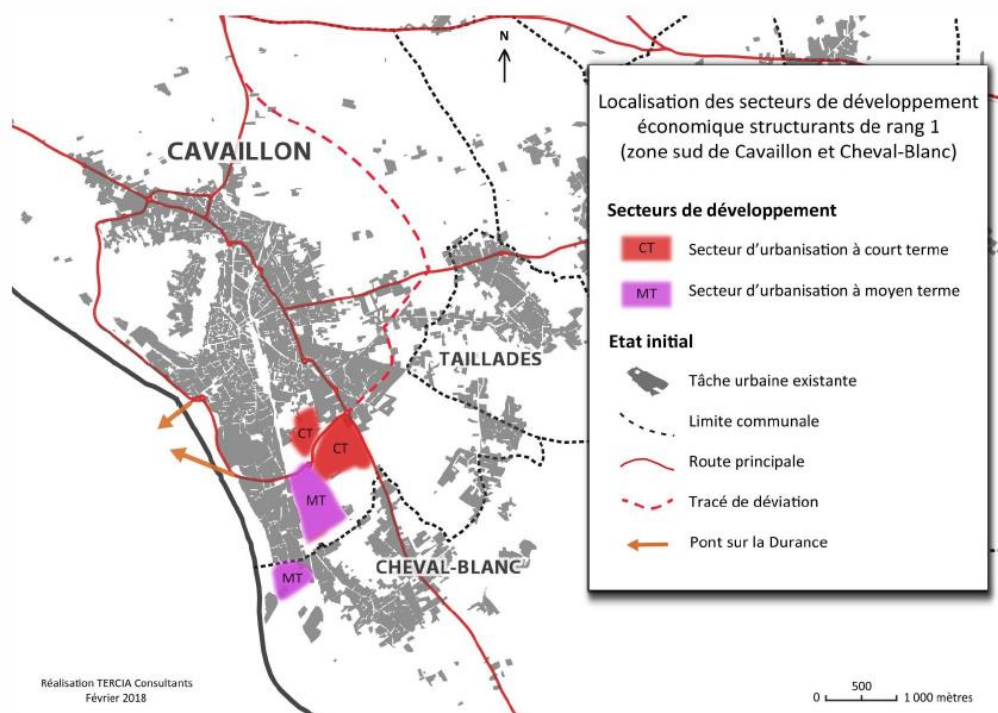 N
CAVAILLON
TAILLADES
CT
CT
MT
CHEVAL-BLANC
MT
Localisation des secteurs de développement
économique structurants de rang 1
(zone sud de Cavaillon et Cheval-Blanc)
Secteurs de développement
CT Secteur d'urbanisation à court terme
MT Secteur d'urbanisation à moyen terme
Etat initial
Tâche urbaine existante
Limite communale
Route principale
Tracé de déviation
Pont sur la Durance
Réalisation TERCIA Consultants
Février 2018
0 500 1 000 mètres